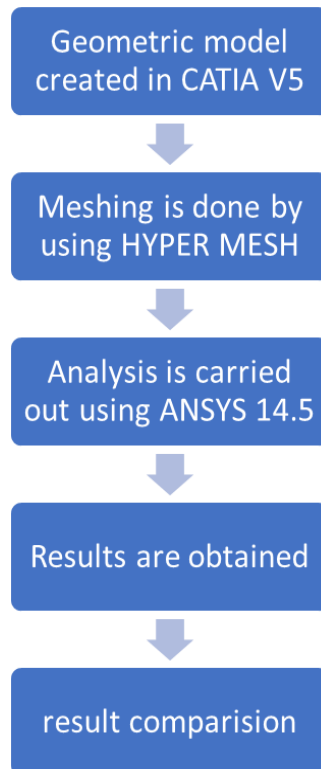 Geometric model
created in CATIA V5
Meshing is done by
using HYPER MESH
Analysis is carried
out using ANSYS 14.5
Results are obtained
result comparision